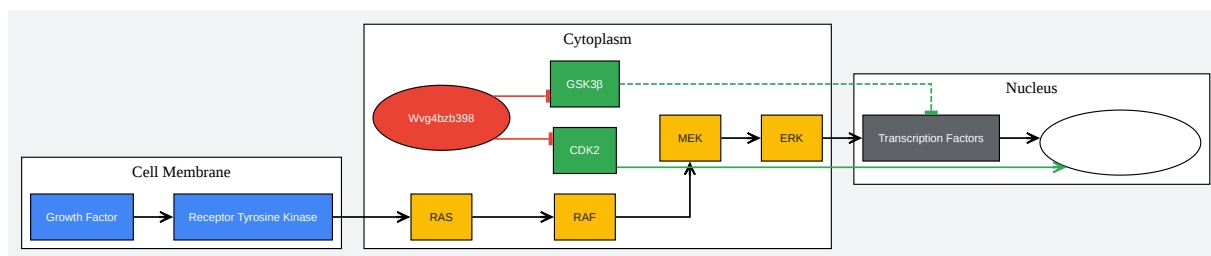 Cytoplasm
GSK3β
Nucleus
Wvg4bzb398
CDK2
MEK
ERK
Transcription Factors
Cell Membrane
Growth Factor
Receptor Tyrosine Kinase
RAS
RAF